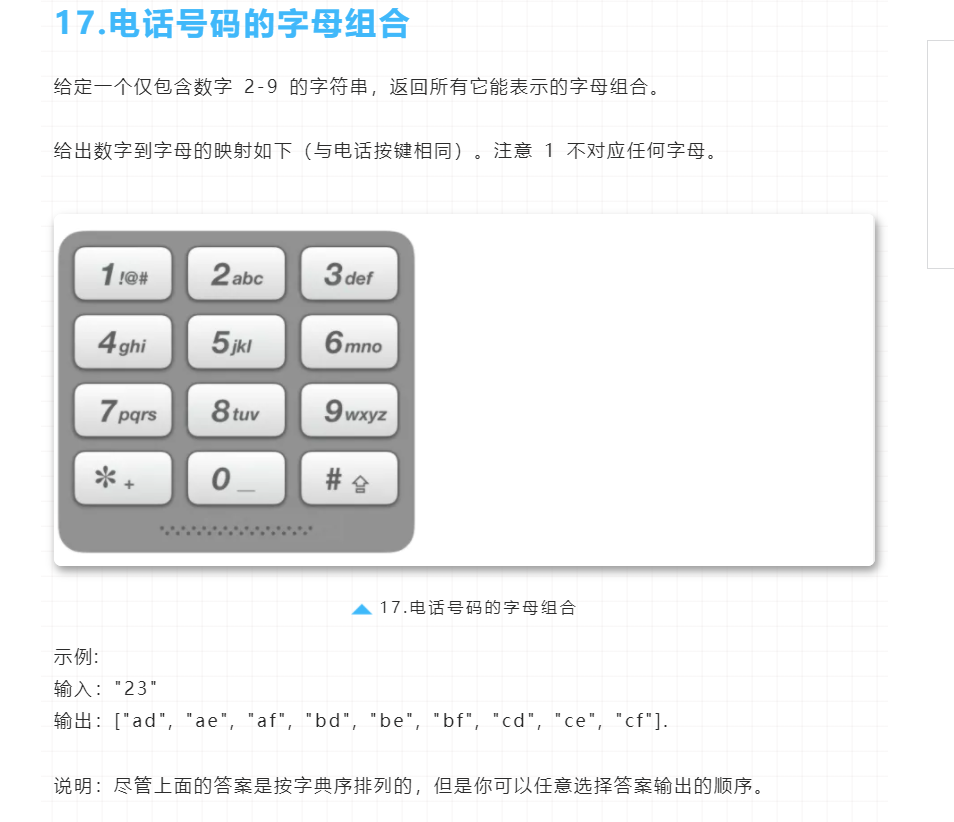 17.电话号码的字母组合
给定一个仅包含数字 2-9 的字符串，返回所有它能表示的字母组合。
给出数字到字母的映射如下（与电话按键相同）。注意 1 不对应任何字母。
1 !@# 2 abc 3 def
4 ghi 5 jkl 6 mno
7 pqrs 8 tuv 9 wxyz
* + 0 _ # ⇧
17.电话号码的字母组合
示例:
输入："23"
输出：["ad", "ae", "af", "bd", "be", "bf", "cd", "ce", "cf"].
说明：尽管上面的答案是按字典序排列的，但是你可以任意选择答案输出的顺序。